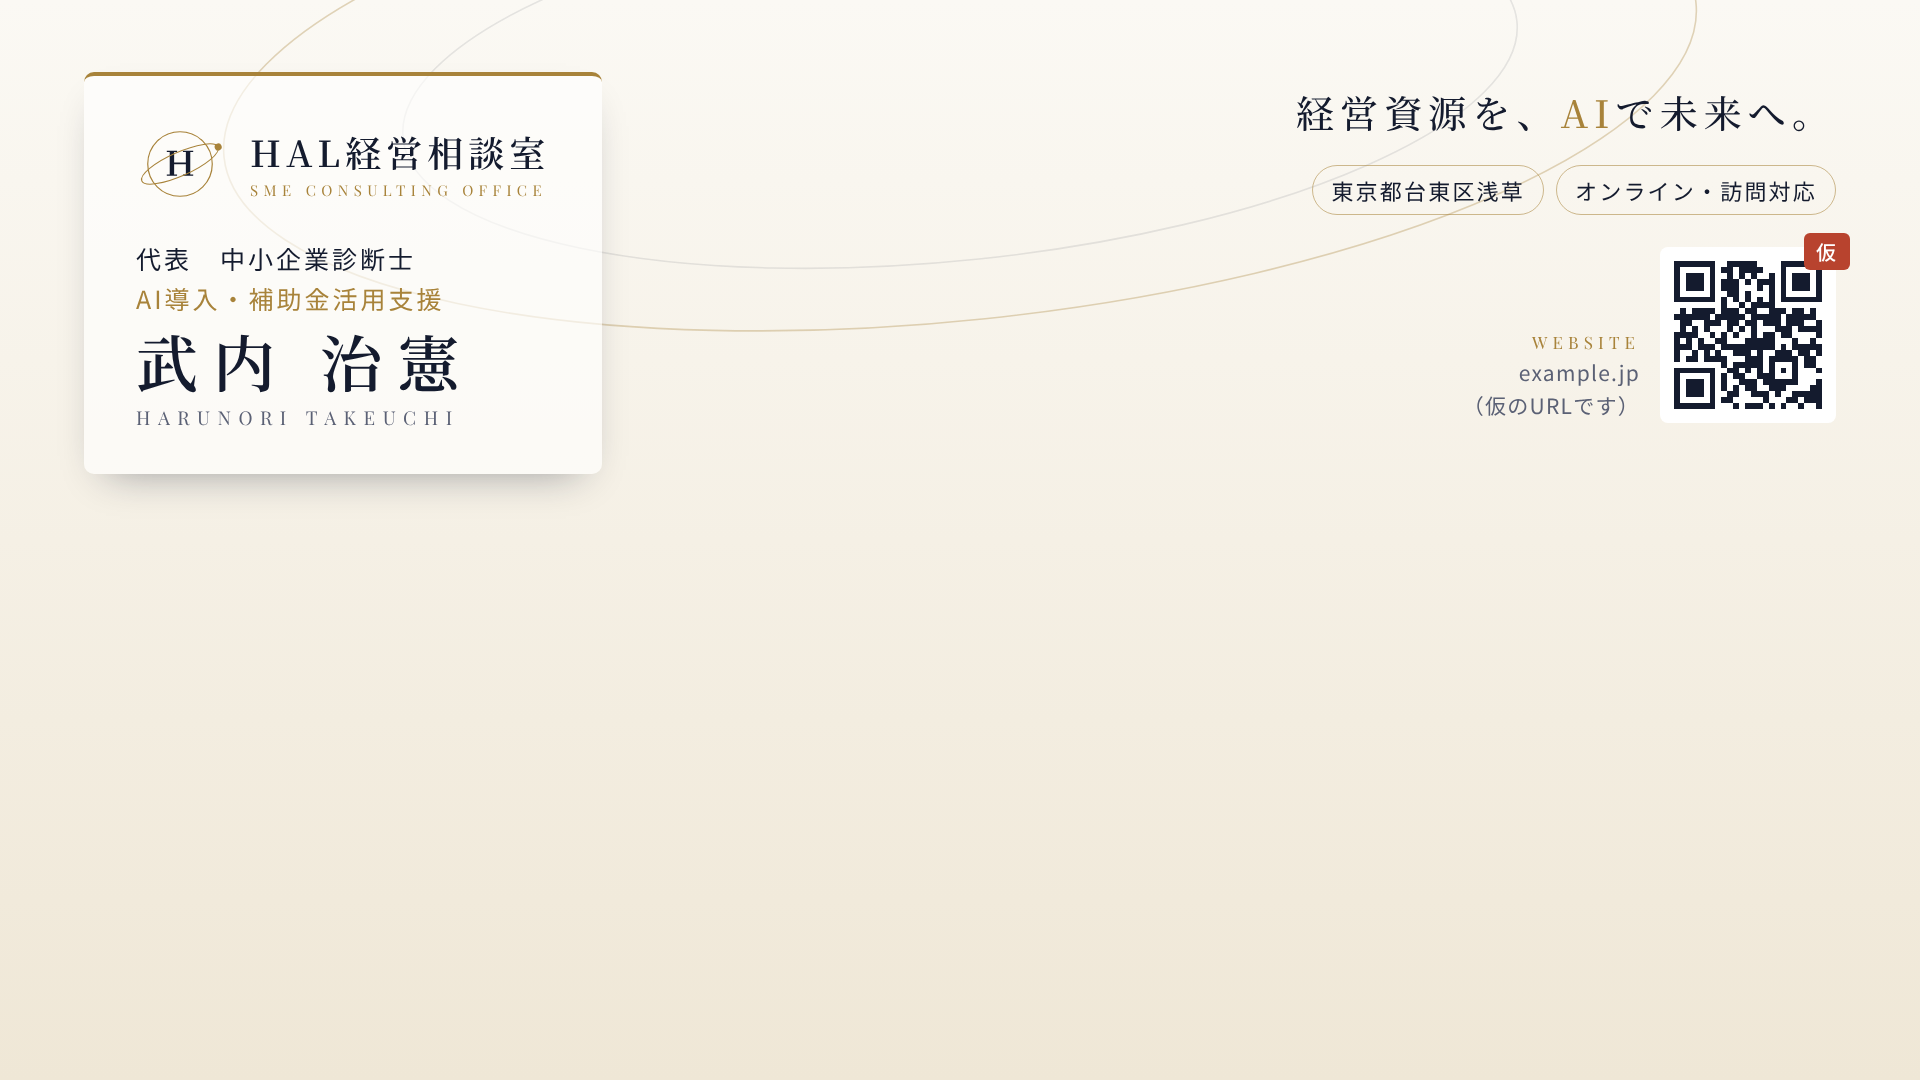 H
HAL経営相談室
SME CONSULTING OFFICE
代表　中小企業診断士
AI導入・補助金活用支援
武内 治憲
HARUNORI TAKEUCHI
経営資源を、AIで未来へ。
東京都台東区浅草
オンライン・訪問対応
仮
WEBSITE
example.jp
（仮のURLです）